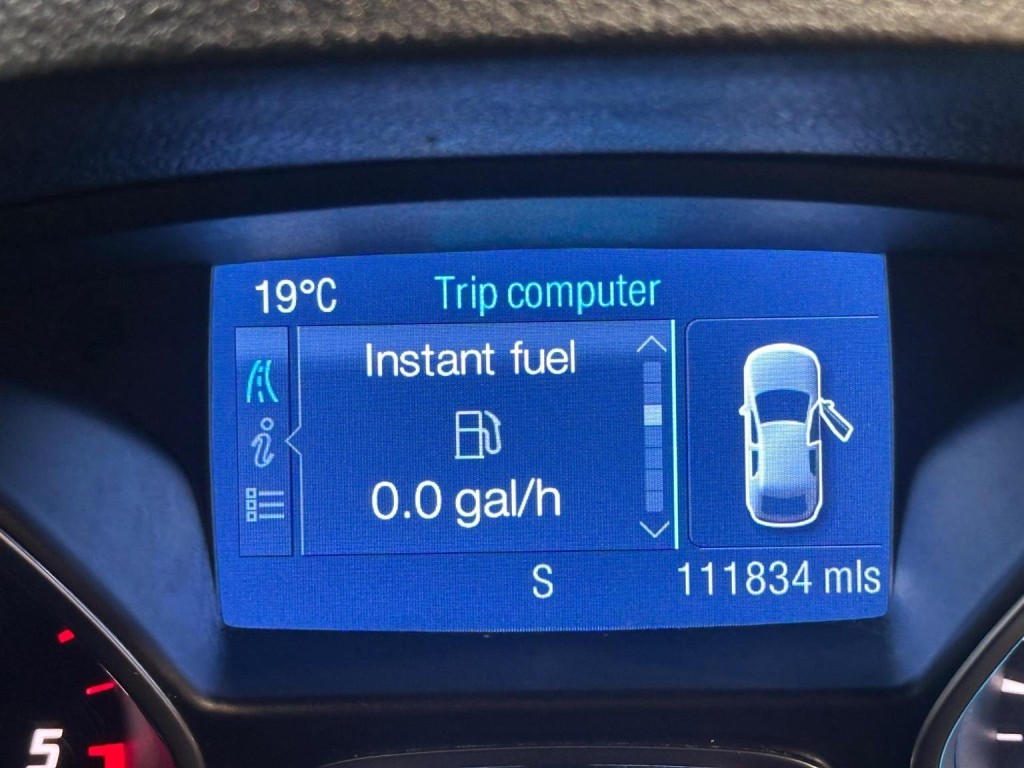 19°C Trip computer
Instant fuel
0.0 gal/h
S 111834 mls
5